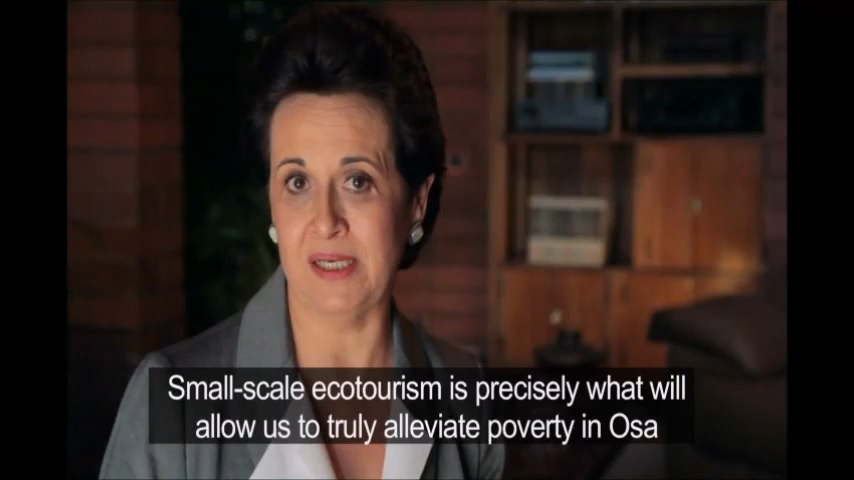 Small-scale ecotourism is precisely what will
allow us to truly alleviate poverty in Osa